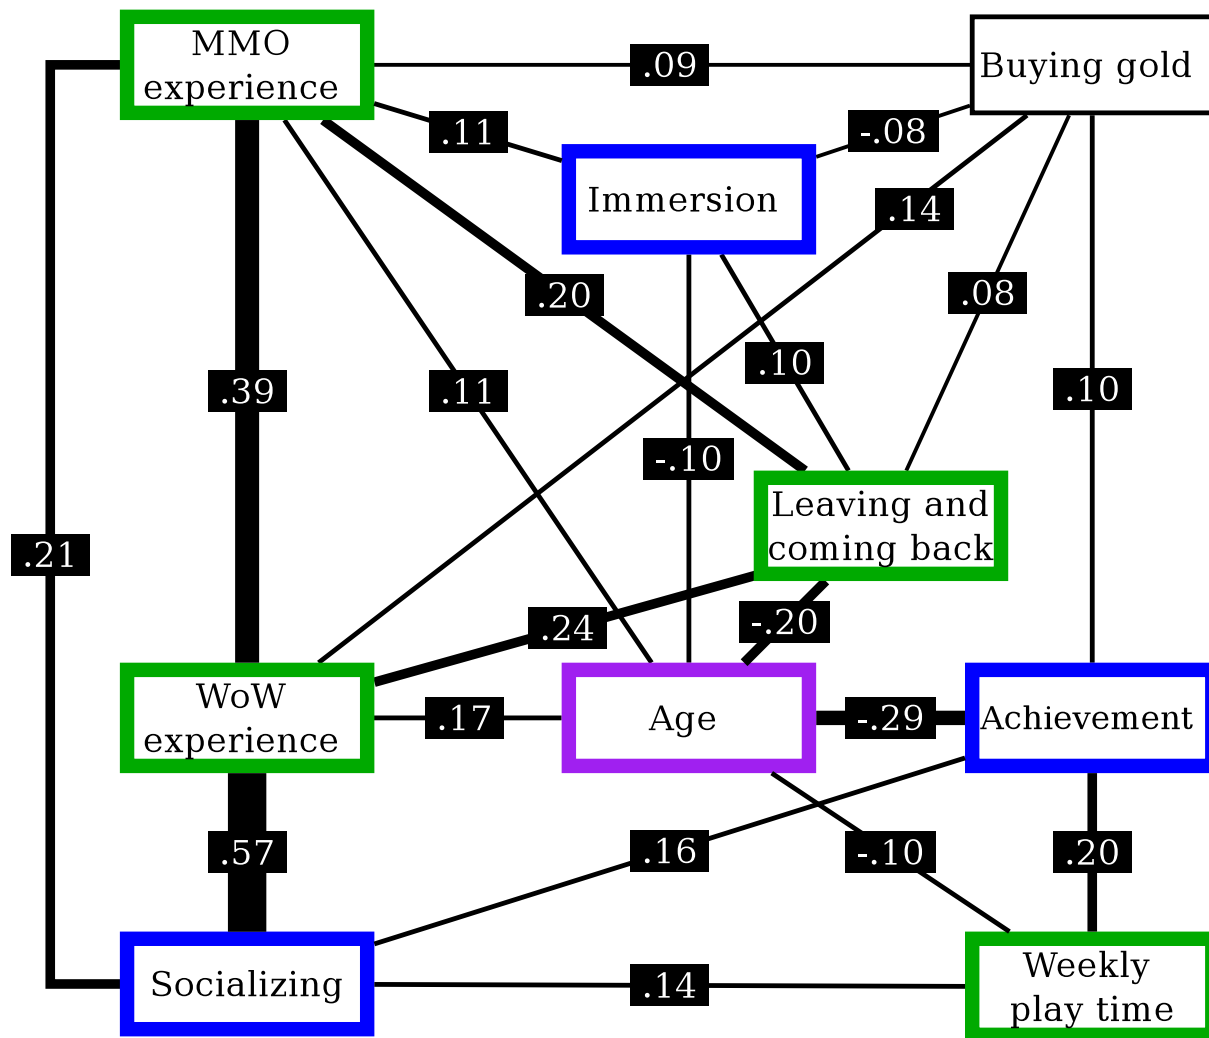 MMO
experience
.09
Buying gold
.11
-.08
Immersion
.14
.20
.08
.39
.11
.10
.10
-.10
Leaving and
coming back
.21
.24
-.20
WoW
experience
.17
Age
-.29
Achievement
.57
.16
-.10
.20
Socializing
.14
Weekly
play time